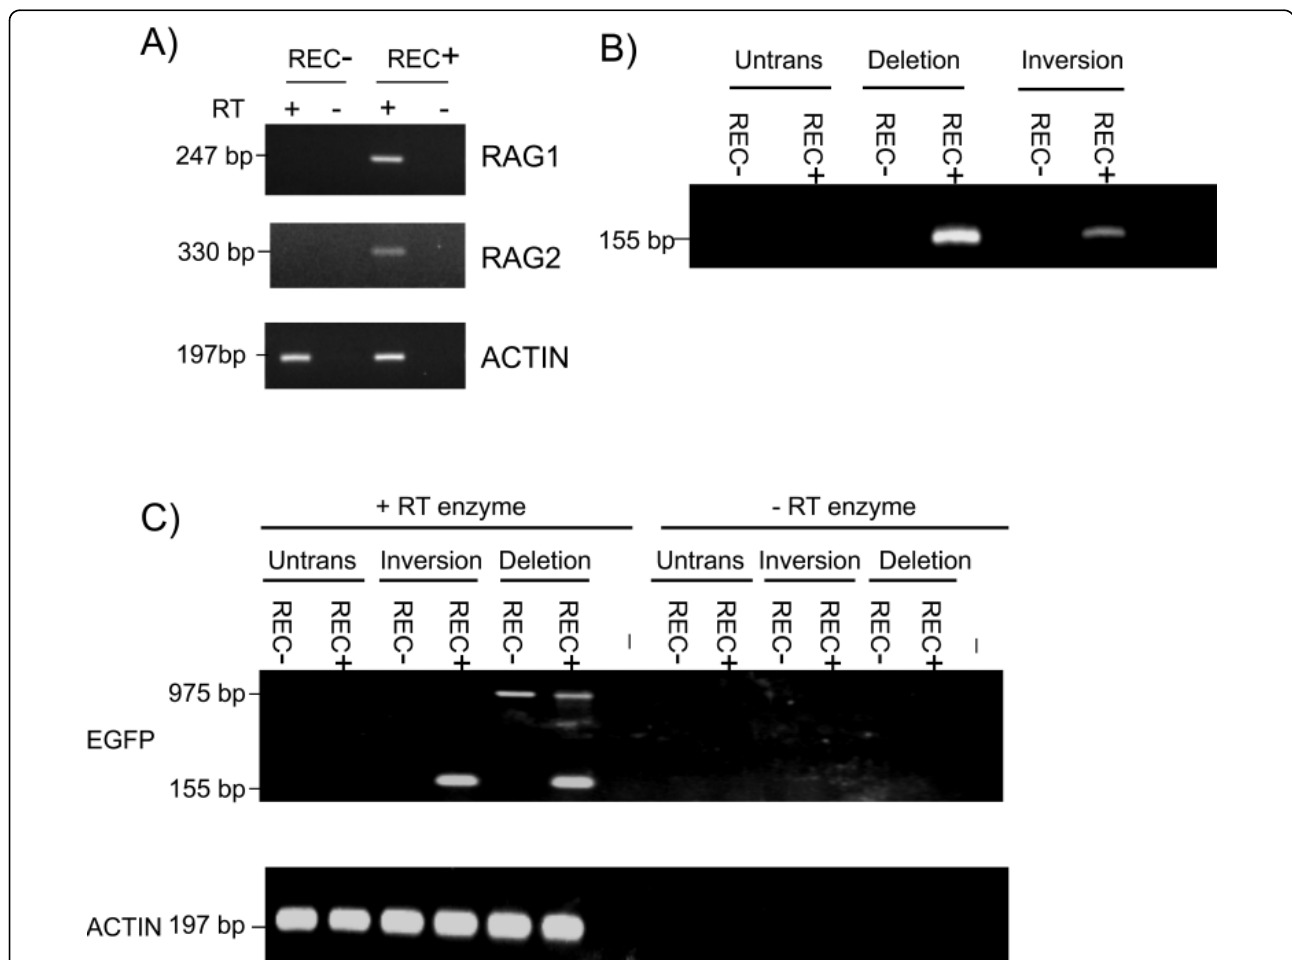 A)
REC- REC+
RT + - + -
247 bp RAG1
330 bp RAG2
197bp ACTIN
B)
Untrans Deletion Inversion
REC- REC+ REC- REC+ REC- REC+
155 bp
C)
+ RT enzyme - RT enzyme
Untrans Inversion Deletion Untrans Inversion Deletion
REC- REC+ REC- REC+ REC- REC+ – REC- REC+ REC- REC+ REC- REC+ –
975 bp
EGFP
155 bp
ACTIN 197 bp